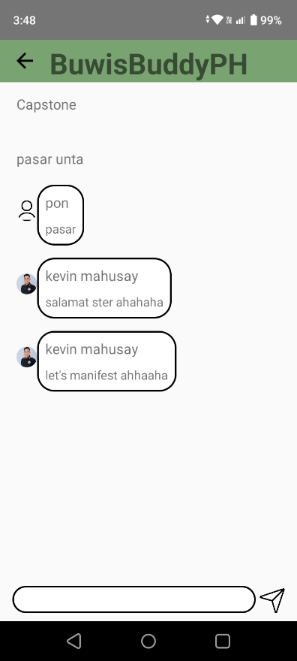 3:48
99%
BuwisBuddyPH
Capstone
pasar unta
pon
pasar
kevin mahusay
salamat ster ahahaha
kevin mahusay
let's manifest ahhaaha